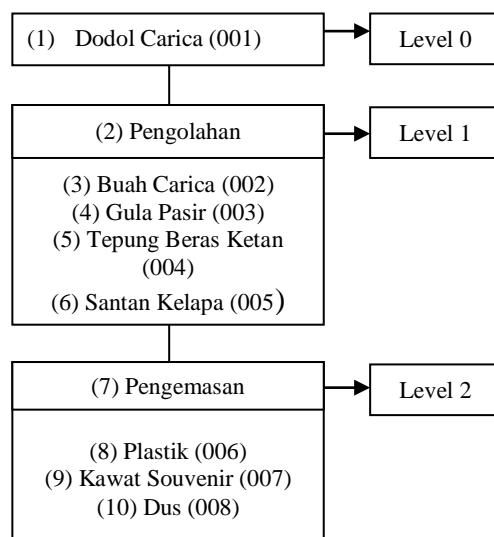 (1) Dodol Carica (001)
Level 0
(2) Pengolahan
Level 1
(3) Buah Carica (002)
(4) Gula Pasir (003)
(5) Tepung Beras Ketan
(004)
(6) Santan Kelapa (005)
(7) Pengemasan
Level 2
(8) Plastik (006)
(9) Kawat Souvenir (007)
(10) Dus (008)